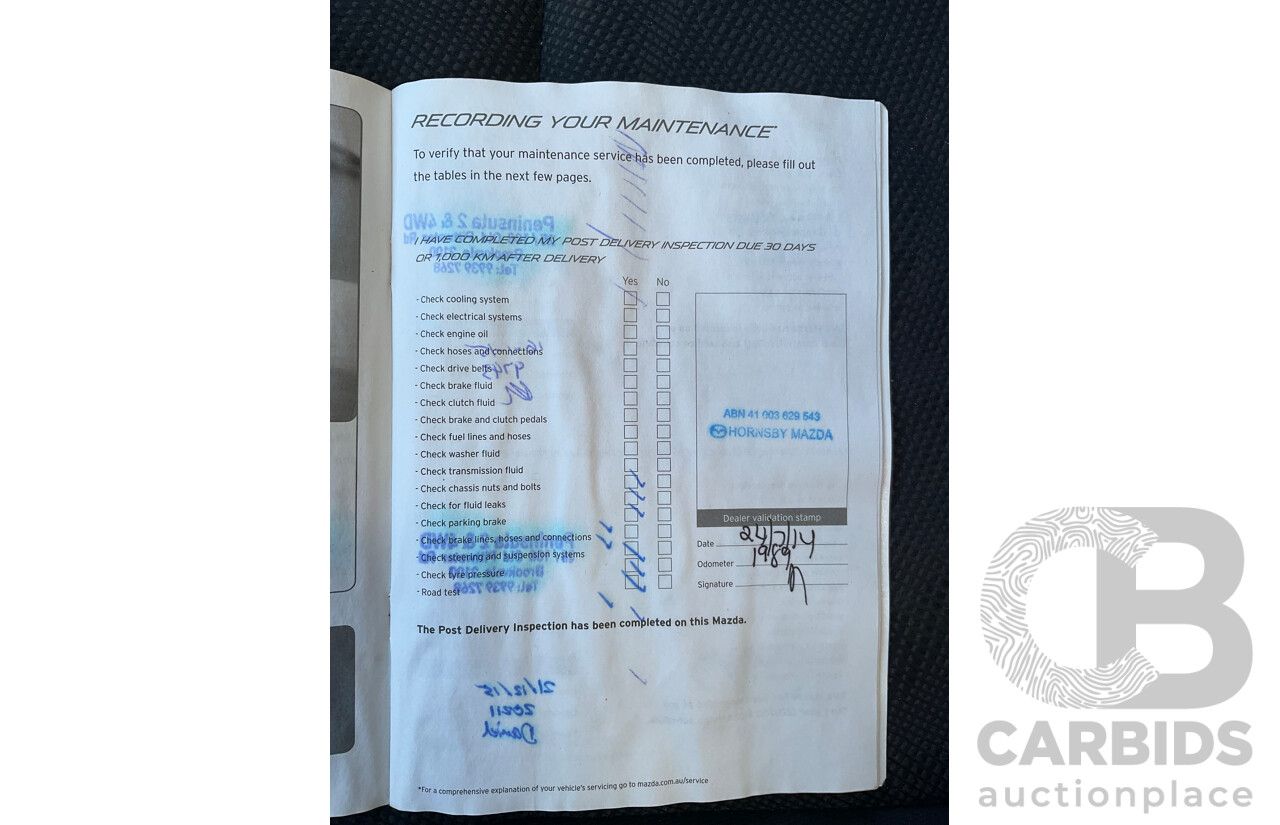 RECORDING YOUR MAINTENANCE*
To verify that your maintenance service has been completed, please fill out
the tables in the next few pages.
Peninsula 2 & 4WD
I HAVE COMPLETED MY POST DELIVERY INSPECTION DUE 30 DAYS
OR 1,000 KM AFTER DELIVERY
Tel: 9939 7268
Yes No
- Check cooling system
- Check electrical systems
- Check engine oil
- Check hoses and connections
- Check drive belts
- Check brake fluid
- Check clutch fluid
- Check brake and clutch pedals
- Check fuel lines and hoses
- Check washer fluid
- Check transmission fluid
- Check chassis nuts and bolts
- Check for fluid leaks
- Check parking brake
- Check brake lines, hoses and connections
- Check steering and suspension systems
- Check tyre pressure
- Road test
Tel: 9939 7268
ABN 41 003 629 543
HORNSBY MAZDA
Dealer validation stamp
Date 24/7/14
Odometer 1989
Signature
The Post Delivery Inspection has been completed on this Mazda.
21/12/15
20211
Daniel
*For a comprehensive explanation of your vehicle's servicing go to mazda.com.au/service
CARBIDS
auctionplace